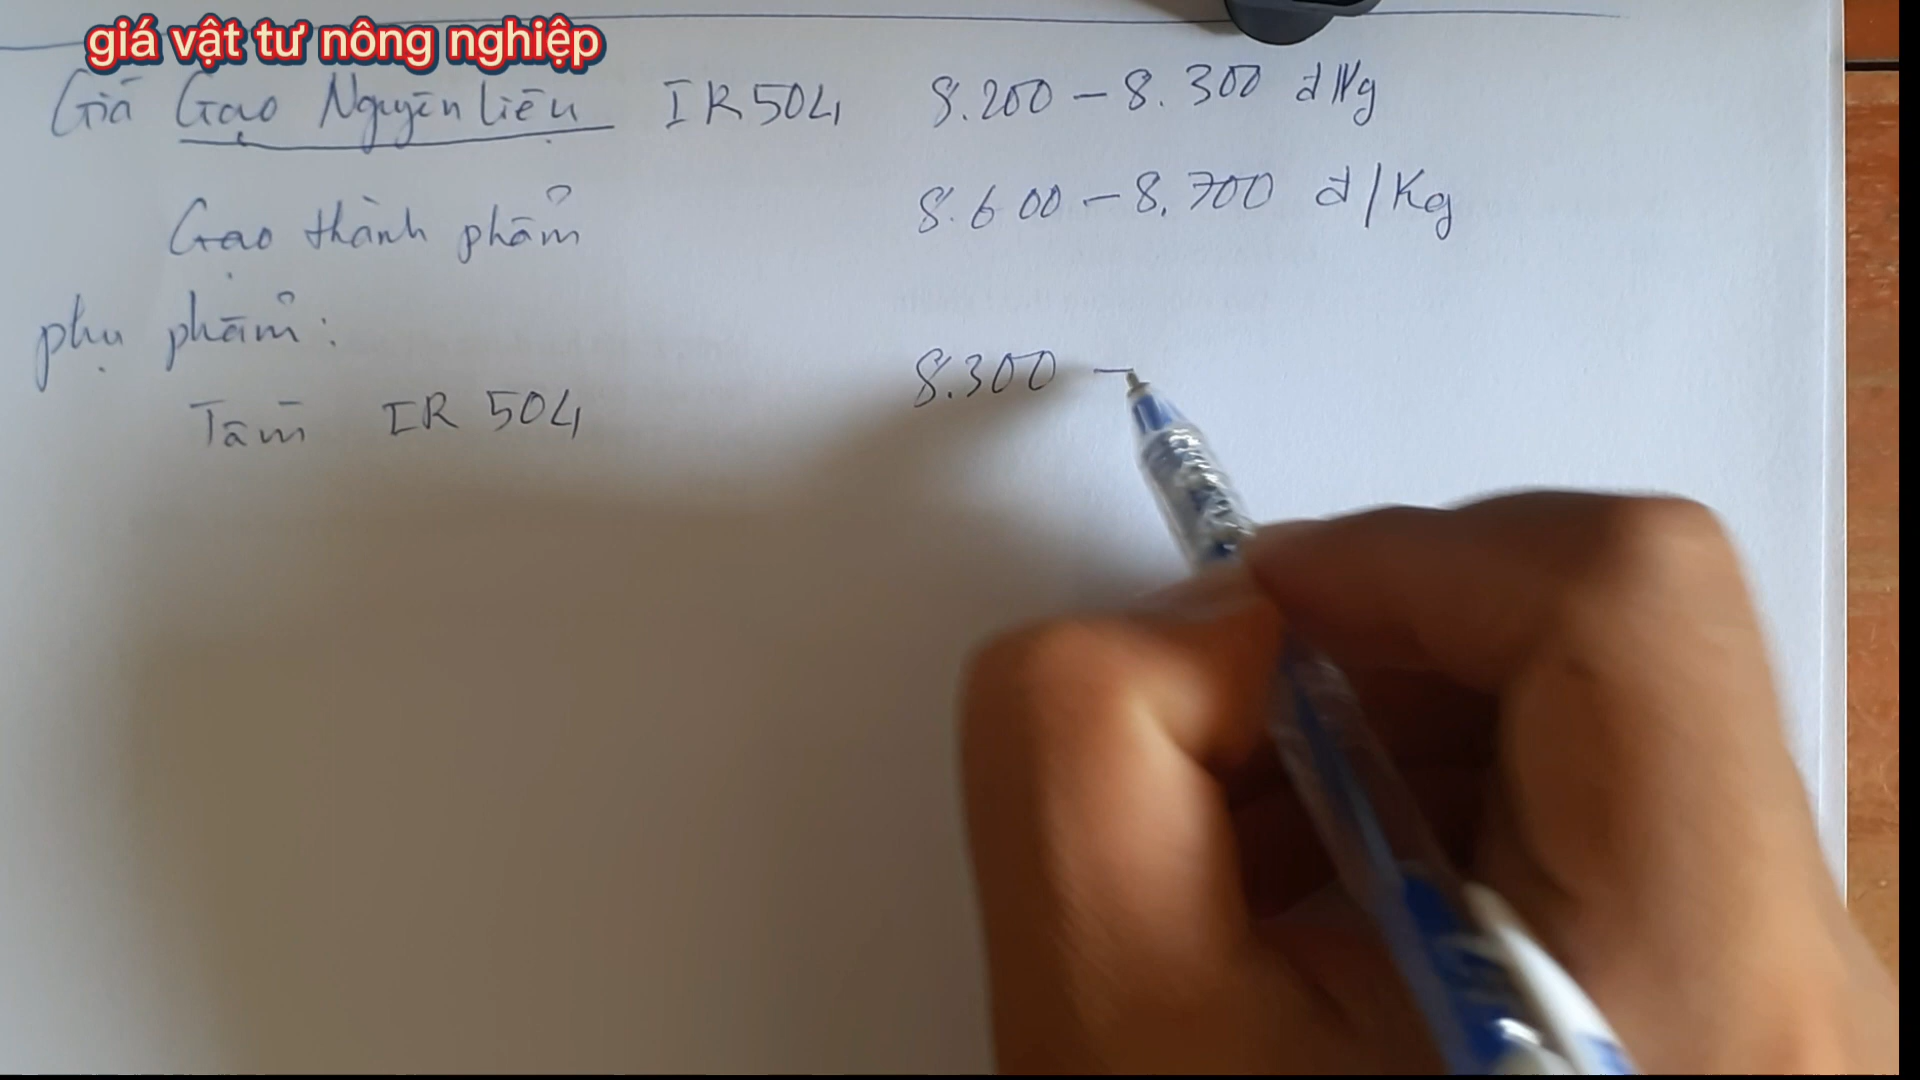 giá vật tư nông nghiệp
Giá Gạo Nguyên liệu IR504 8.200 - 8.300 đ/Kg
Gạo thành phẩm 8.600 - 8.700 đ/Kg
phụ phẩm:
Tấm IR 504 8.300 -